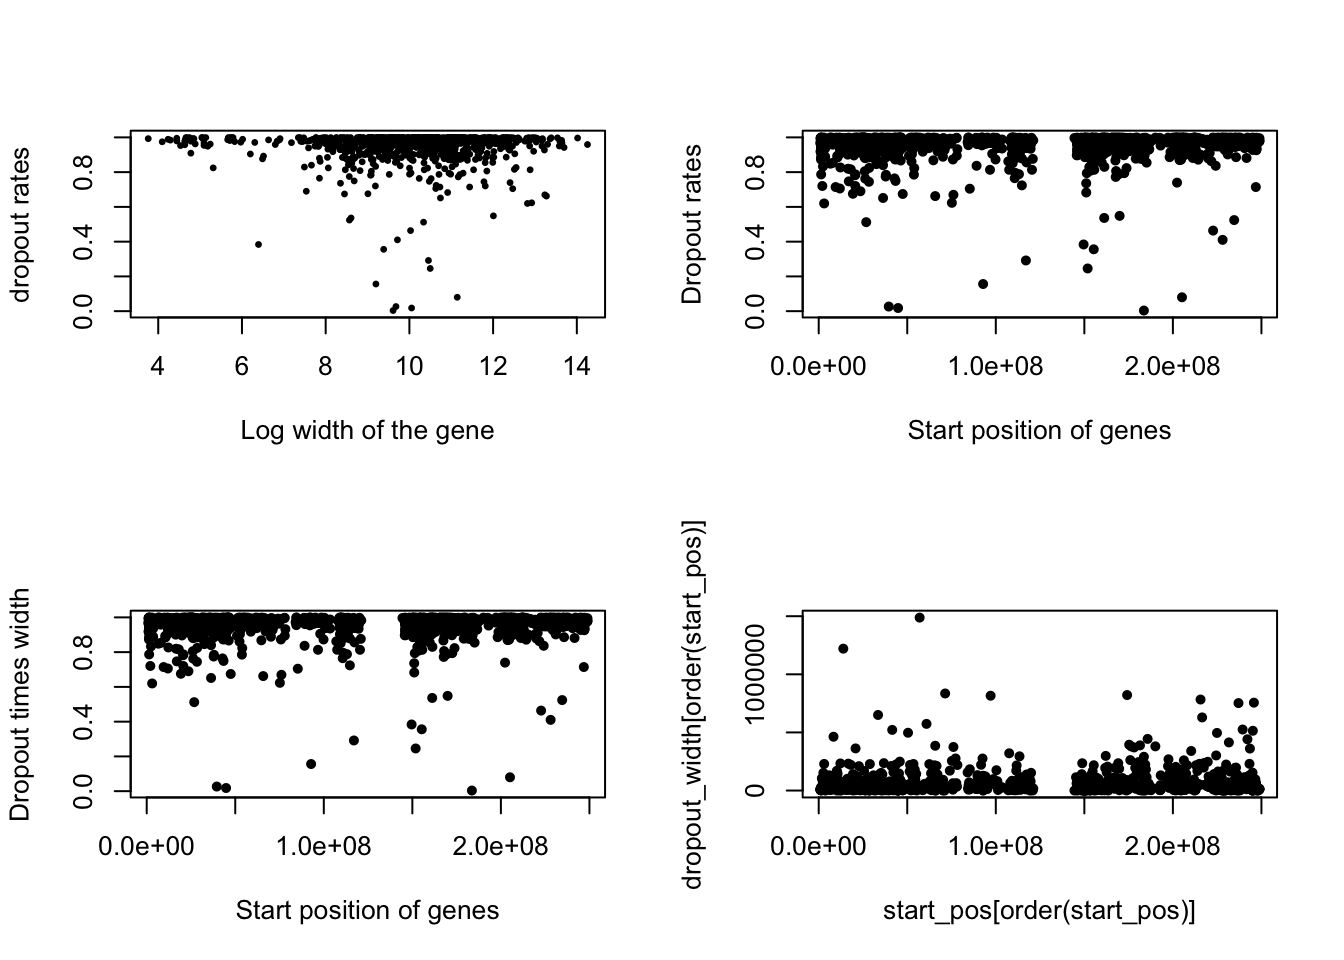 dropout rates
0.0 0.4 0.8
4 6 8 10 12 14
Log width of the gene
Dropout rates
0.0 0.4 0.8
0.0e+00 1.0e+08 2.0e+08
Start position of genes
Dropout times width
0.0 0.4 0.8
0.0e+00 1.0e+08 2.0e+08
Start position of genes
dropout_width[order(start_pos)]
0 1000000
0.0e+00 1.0e+08 2.0e+08
start_pos[order(start_pos)]